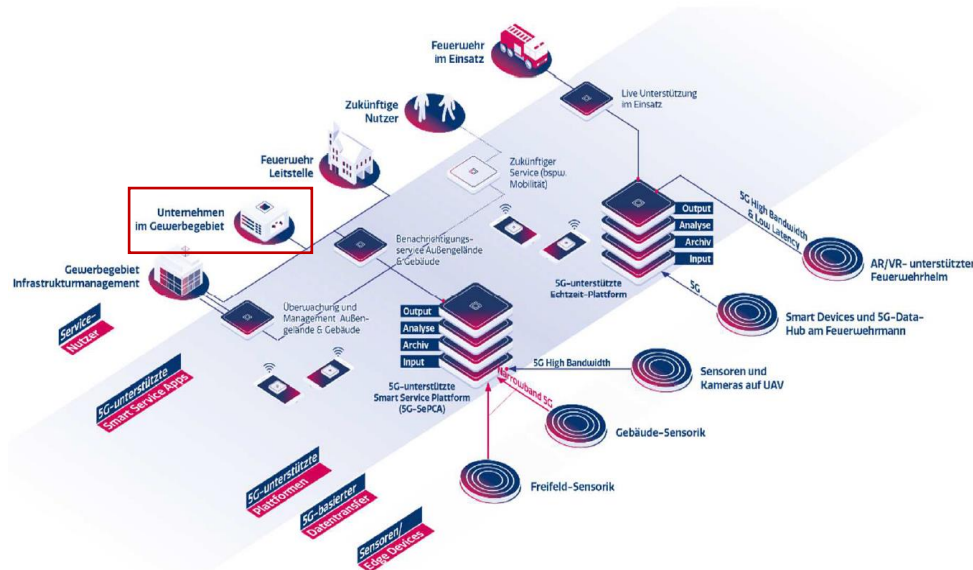 Feuerwehr
im Einsatz
Live Unterstützung
im Einsatz
Zukünftige
Nutzer
Feuerwehr
Leitstelle
Zukünftiger
Service (bspw.
Mobilität)
Unternehmen
im Gewerbegebiet
Output
Analyse
Archiv
Input
5G High Bandwidth
& Low Latency
AR/VR- unterstützter
Feuerwehrhelm
Benachrichtigungs-
service Außengelände
& Gebäude
Gewerbegebiet
Infrastrukturmanagement
5G-unterstützte
Echtzeit-Plattform
5G
Smart Devices und 5G-Data-
Hub am Feuerwehrmann
Überwachung und
Management Außen-
gelände & Gebäude
Output
Analyse
Archiv
Input
Service-
Nutzer
5G High Bandwidth
Sensoren und
Kameras auf UAV
5G-unterstützte
Smart Service Apps
5G-unterstützte
Smart Service Plattform
(5G-SePCA)
Narrowband 5G
Gebäude-Sensorik
Freifeld-Sensorik
5G-unterstützte
Plattformen
5G-basierter
Datentransfer
Sensoren/
Edge Devices